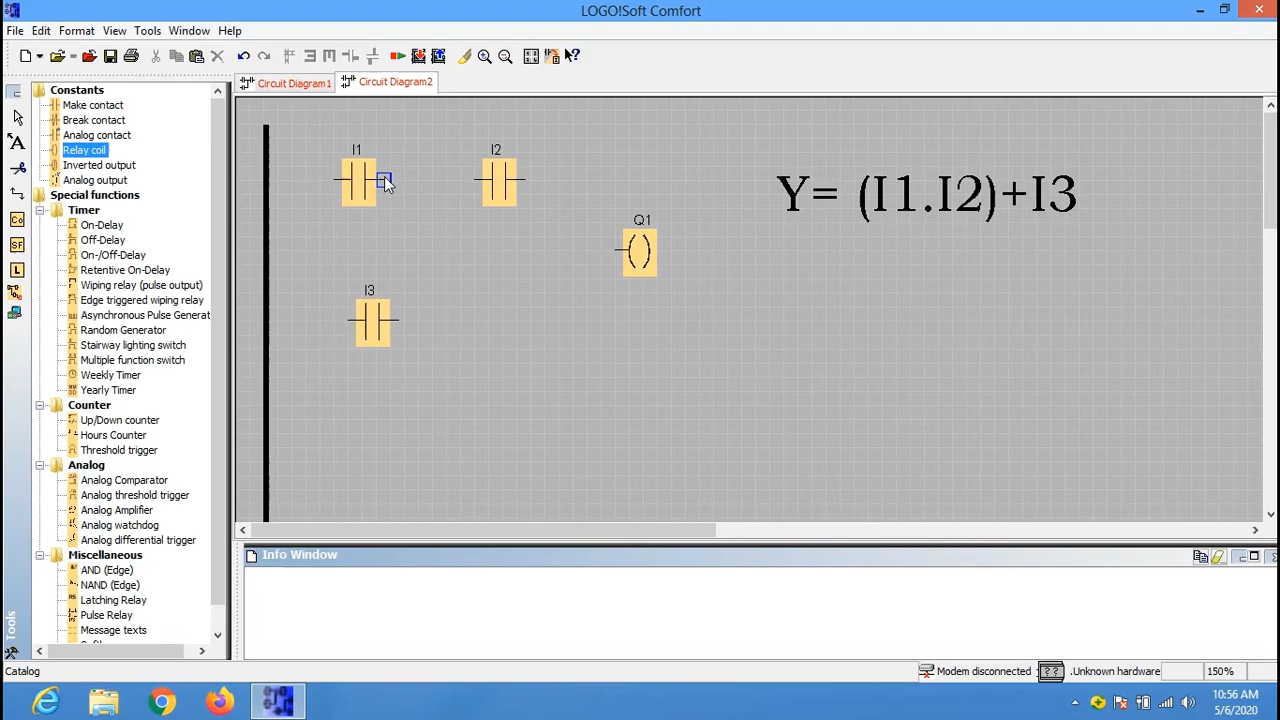 LOGO!Soft Comfort
File Edit Format View Tools Window Help
Circuit Diagram1 Circuit Diagram2
Constants
Make contact
Break contact
Analog contact
Relay coil
Inverted output
Analog output
Special functions
Timer
On-Delay
Off-Delay
On-/Off-Delay
Retentive On-Delay
Wiping relay (pulse output)
Edge triggered wiping relay
Asynchronous Pulse Generat
Random Generator
Stairway lighting switch
Multiple function switch
Weekly Timer
Yearly Timer
Counter
Up/Down counter
Hours Counter
Threshold trigger
Analog
Analog Comparator
Analog threshold trigger
Analog Amplifier
Analog watchdog
Analog differential trigger
Miscellaneous
AND (Edge)
NAND (Edge)
Latching Relay
Pulse Relay
Message texts
Tools
A
Co
SF
L
I1 I2
Q1
I3
Y= (I1.I2)+I3
Info Window
Catalog
Modem disconnected ?? .Unknown hardware 150%
10:56 AM
5/6/2020